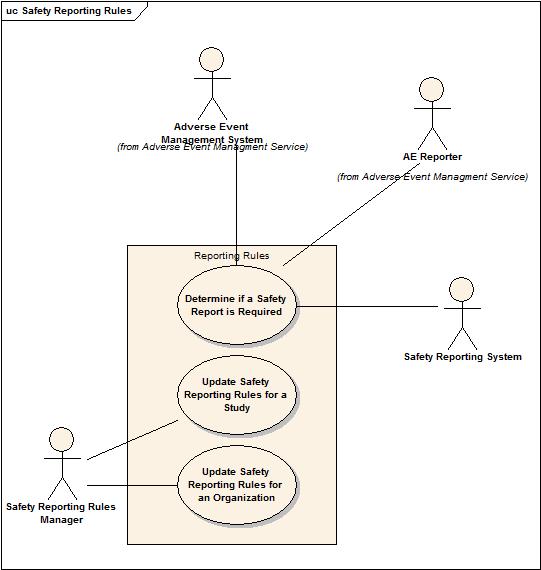 uc Safety Reporting Rules
Adverse Event
Management System
(from Adverse Event Managment Service)
AE Reporter
(from Adverse Event Managment Service)
Reporting Rules
Determine if a Safety
Report is Required
Safety Reporting System
Update Safety
Reporting Rules for a
Study
Update Safety
Reporting Rules for
an Organization
Safety Reporting Rules
Manager